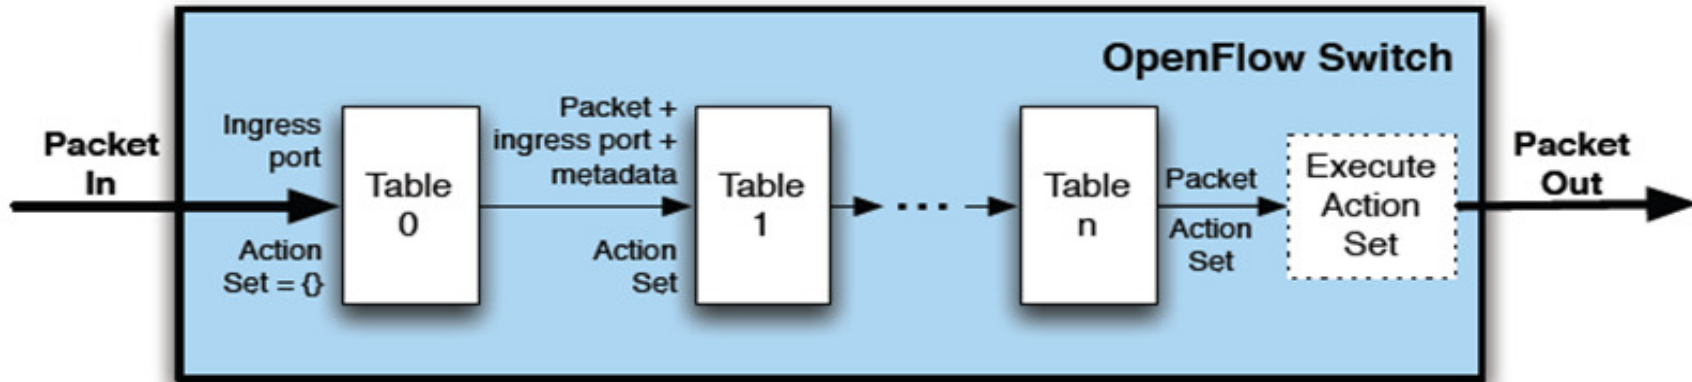 OpenFlow Switch
Packet
In
Ingress
port
Action
Set = {}
Table
0
Packet +
ingress port +
metadata
Action
Set
Table
1
...
Table
n
Packet
Action
Set
Execute
Action
Set
Packet
Out